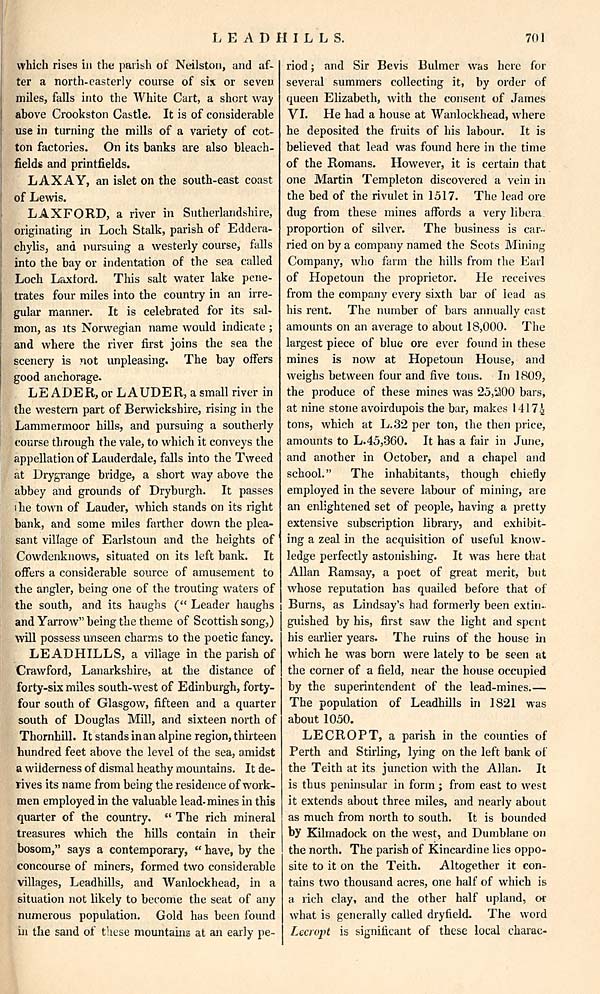 LEADHILLS. 701
which rises in the parish of Neilston, and af-
ter a north-easterly course of six or seven
miles, falls into the White Cart, a short way
above Crookston Castle. It is of considerable
use in turning the mills of a variety of cot-
ton factories. On its banks are also bleach-
fields and printfields.
LAXAY, an islet on the south-east coast
of Lewis.
LAXFORD, a river in Sutherlandshire,
originating in Loch Stalk, parish of Eddera-
chylis, and pursuing a westerly course, falls
into the bay or indentation of the sea called
Loch Laxford. This salt water lake pene-
trates four miles into the country in an irre-
gular manner. It is celebrated for its sal-
mon, as its Norwegian name would indicate;
and where the river first joins the sea the
scenery is not unpleasing. The bay offers
good anchorage.
LEADER, or LAUDER, a small river in
the western part of Berwickshire, rising in the
Lammermoor hills, and pursuing a southerly
course through the vale, to which it conveys the
appellation of Lauderdale, falls into the Tweed
at Drygrange bridge, a short way above the
abbey and grounds of Dryburgh. It passes
the town of Lauder, which stands on its right
bank, and some miles farther down the plea-
sant village of Earlstoun and the heights of
Cowdenknows, situated on its left bank. It
offers a considerable source of amusement to
the angler, being one of the trouting waters of
the south, and its haughs (“ Leader haughs
and Yarrow” being the theme of Scottish song,)
will possess unseen charms to the poetic fancy.
LEADHILLS, a village in the parish of
Crawford, Lanarkshire, at the distance of
forty-six miles south-west of Edinburgh, forty-
four south of Glasgow, fifteen and a quarter
south of Douglas Mill, and sixteen north of
Thornhill. It stands in an alpine region, thirteen
hundred feet above the level of the sea, amidst
a wilderness of dismal heathy mountains. It de-
rives its name from being the residence of work-
men employed in the valuable lead-mines in this
quarter of the country. “ The rich mineral
treasures which the hills contain in their
bosom,” says a contemporary, “ have, by the
concourse of miners, formed two considerable
villages, Leadhills, and Wanlockhead, in a
situation not likely to become the seat of any
numerous population. Gold has been found
in the sand of these mountains at an early pe-
riod; and Sir Bevis Bulmer was here for
several summers collecting it, by order of
queen Elizabeth, with the consent of James
VI. He had a house at Wanlockhead, where
he deposited the fruits of his labour. It is
believed that lead was found here in the time
of the Romans. However, it is certain that
one Martin Templeton discovered a vein in
the bed of the rivulet in 1517. The lead ore
dug from these mines affords a very libera
proportion of silver. The business is car-
ried on by a company named the Scots Mining
Company, who farm the hills from the Earl
of Hopetoun the proprietor. He receives
from the company every sixth bar of lead as
his rent. The number of bars annually cast
amounts on an average to about 18,000. The
largest piece of blue ore ever found in these
mines is now at Hopetoun House, and
weighs between four and five tons. In 1809,
the produce of these mines was 25,200 bars,
at nine stone avoirdupois the bar, makes 1417½
tons, which at L.32 per ton, the then price,
amounts to L.45,360. It has a fair in June,
and another in October, and a chapel and
school.” The inhabitants, though chiefly
employed in the severe labour of mining, are
an enlightened set of people, having a pretty
extensive subscription library, and exhibit-
ing a zeal in the acquisition of useful know-
ledge perfectly astonishing. It was here that
Allan Ramsay, a poet of great merit, but
whose reputation has quailed before that of
Burns, as Lindsay's had formerly been extin-
guished by his, first saw the light and spent
his earlier years. The ruins of the house in
which he was born were lately to be seen at
the corner of a field, near the house occupied
by the superintendent of the lead-mines.—
The population of Leadhills in 1821 was
about 1050.
LECROPT, a parish in the counties of
Perth and Stirling, lying on the left bank of
the Teith at its junction with the Allan. It
is thus peninsular in form; from east to west
it extends about three miles, and nearly about
as much from north to south. It is bounded
by Kilmadock on the west, and Dumblane on
the north. The parish of Kincardine lies oppo-
site to it on the Teith. Altogether it con-
tains two thousand acres, one half of which is
a rich clay, and the other half upland, or
what is generally called dryfield. The word
Lecropt is significant of these local charac-